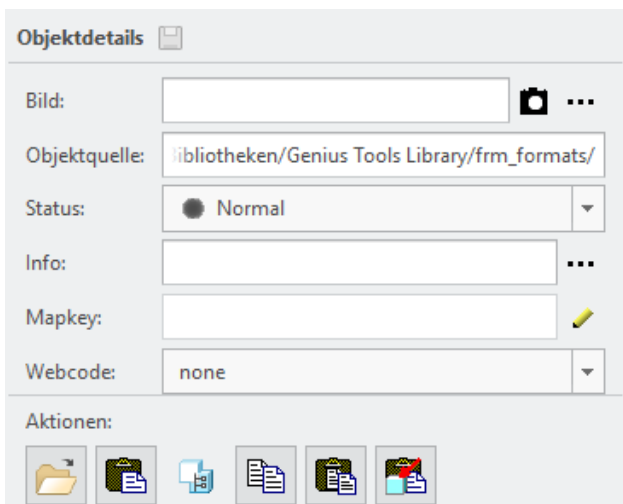 Objektdetails
Bild:
Objektquelle: ibliotheken/Genius Tools Library/frm_formats/
Status: Normal
Info:
Mapkey:
Webcode: none
Aktionen: